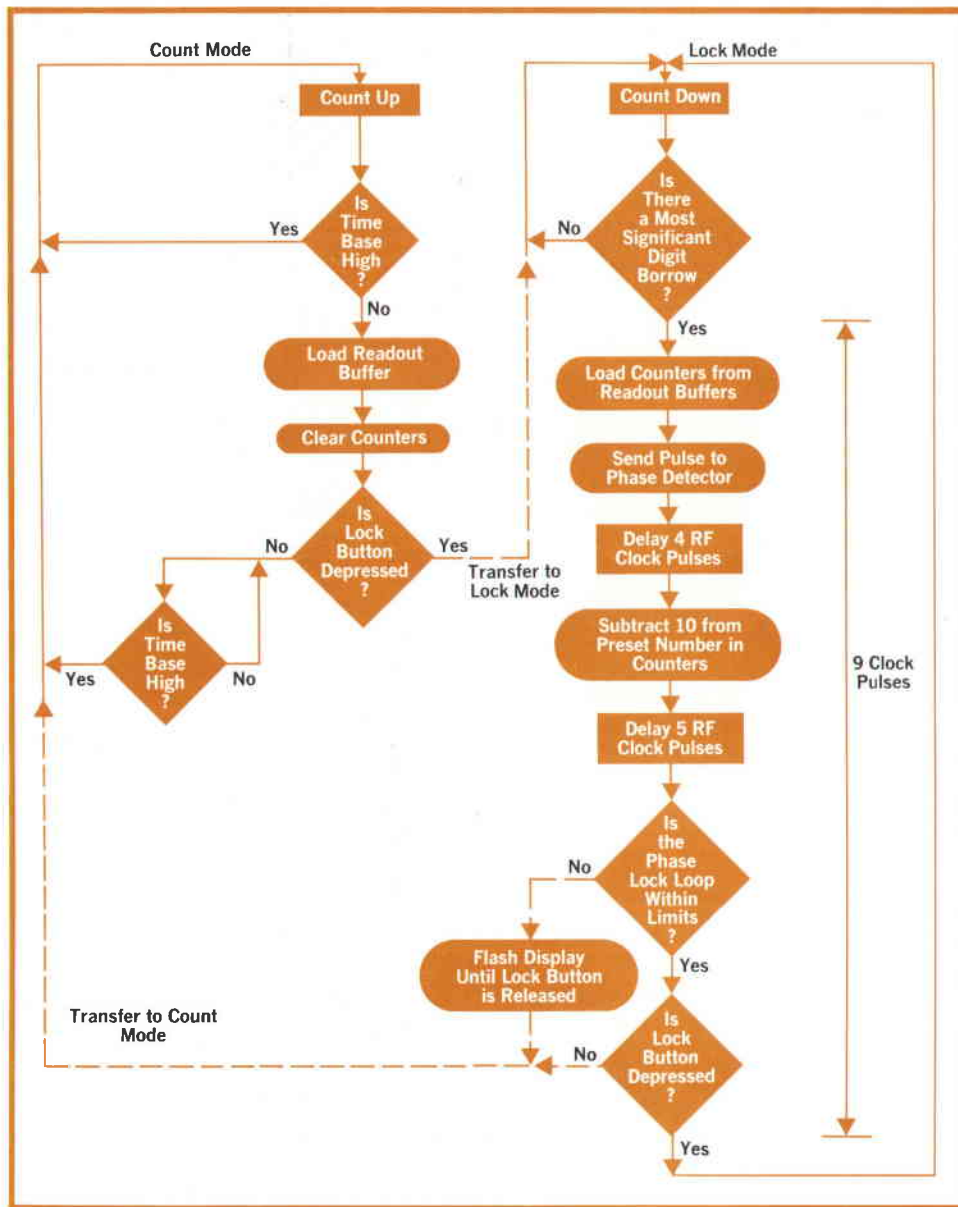 Count Mode
Count Up
Is
Time
Base
High
?
Yes
No
Load Readout
Buffer
Clear Counters
Is
Lock
Button
Depressed
?
No
Yes
Transfer to
Lock Mode
Is
Time
Base
High
?
Yes
No
Lock Mode
Count Down
Is
There
a Most
Significant
Digit
Borrow
?
No
Yes
Load Counters from
Readout Buffers
Send Pulse to
Phase Detector
Delay 4 RF
Clock Pulses
Subtract 10 from
Preset Number in
Counters
9 Clock
Pulses
Delay 5 RF
Clock Pulses
Is
the
Phase
Lock Loop
Within
Limits
?
No
Yes
Flash Display
Until Lock Button
is Released
Transfer to Count
Mode
Is
Lock
Button
Depressed
?
No
Yes